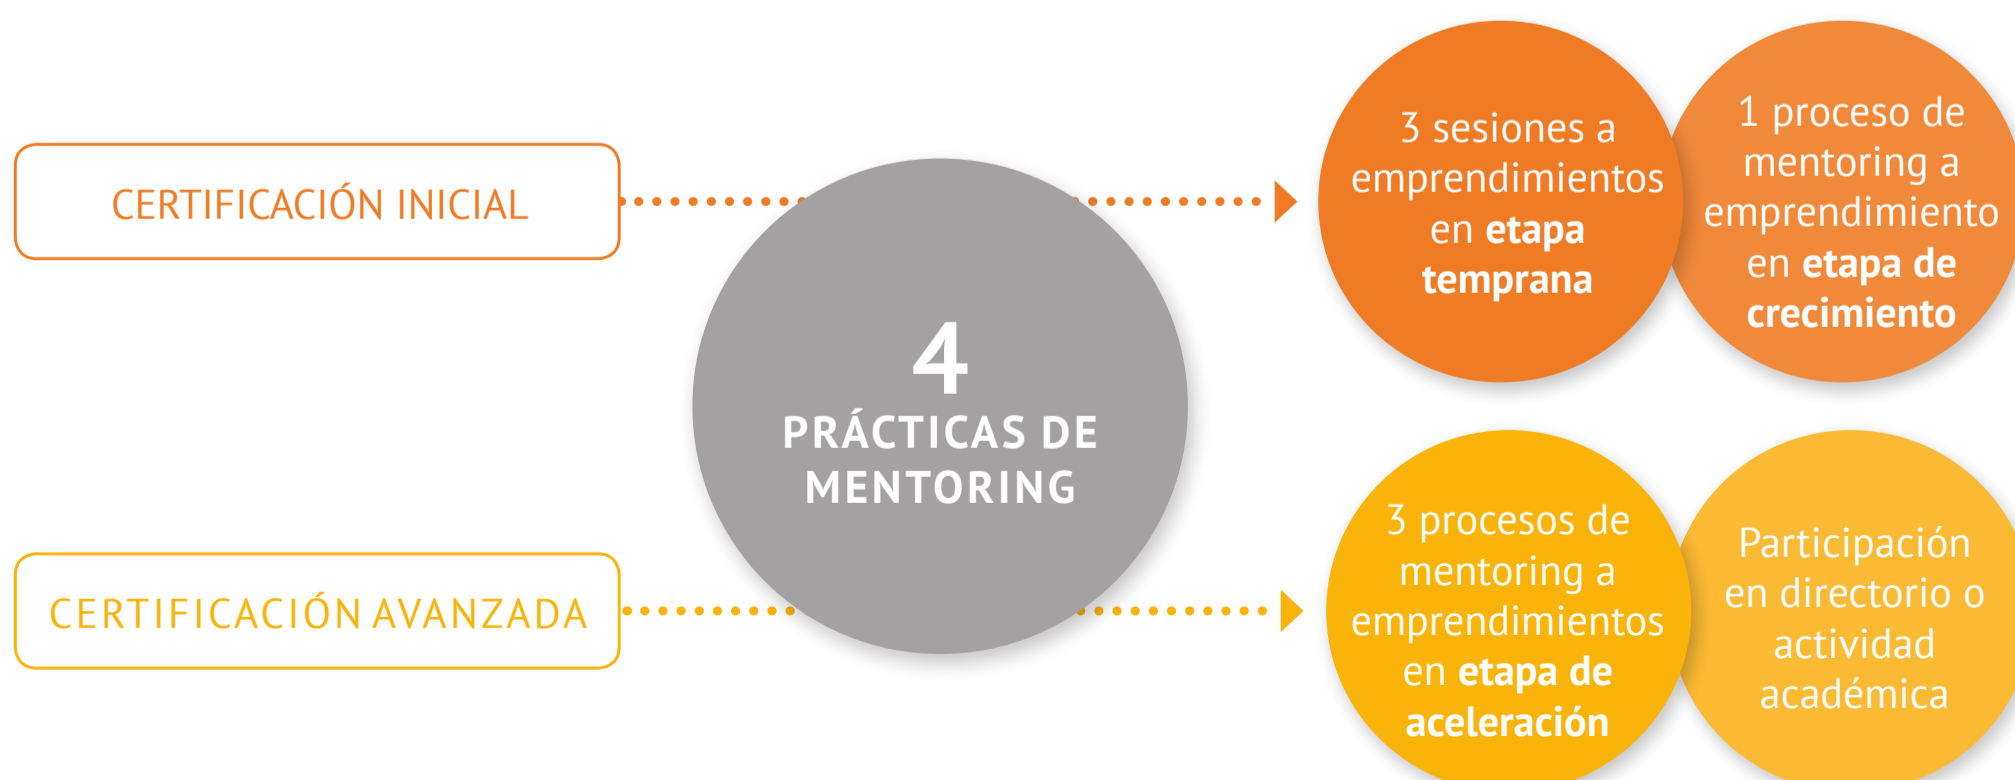 CERTIFICACIÓN INICIAL
4
PRÁCTICAS DE
MENTORING
3 sesiones a
emprendimientos
en etapa
temprana
1 proceso de
mentoring a
emprendimiento
en etapa de
crecimiento
CERTIFICACIÓN AVANZADA
3 procesos de
mentoring a
emprendimientos
en etapa de
aceleración
Participación
en directorio o
actividad
académica